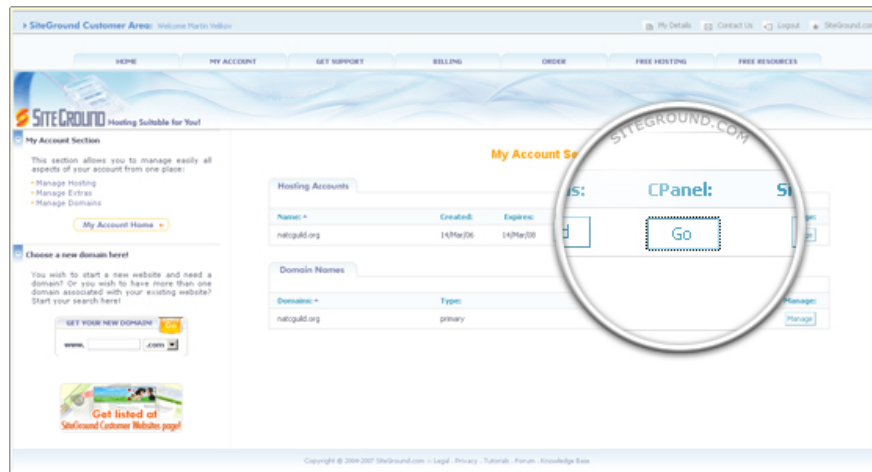 SiteGround Customer Area: Welcome Martin Velikov
My Details Contact Us Logout SiteGround.com
HOME MY ACCOUNT GET SUPPORT BILLING ORDER FREE HOSTING FREE RESOURCES
SITEGROUND Hosting Suitable for You!
My Account Section
This section allows you to manage easily all
aspects of your account from one place:
Manage Hosting
Manage Extras
Manage Domains
My Account Home
Choose a new domain here!
You wish to start a new website and need a
domain? Or you wish to have more than one
domain associated with your existing website?
Start your search here!
GET YOUR NEW DOMAIN! Go
www. .com
Get listed at
SiteGround Customer Websites page!
My Account Se
Hosting Accounts
Name: Created: Expires:
natcguild.org 14/Mar/06 14/Mar/08
SITEGROUND.COM
us: CPanel: Si
d Go
Domain Names
Domains: Type: Manage:
natcguild.org primary Manage
Copyright © 2004-2007 SiteGround.com :: Legal . Privacy . Tutorials . Forum . Knowledge Base